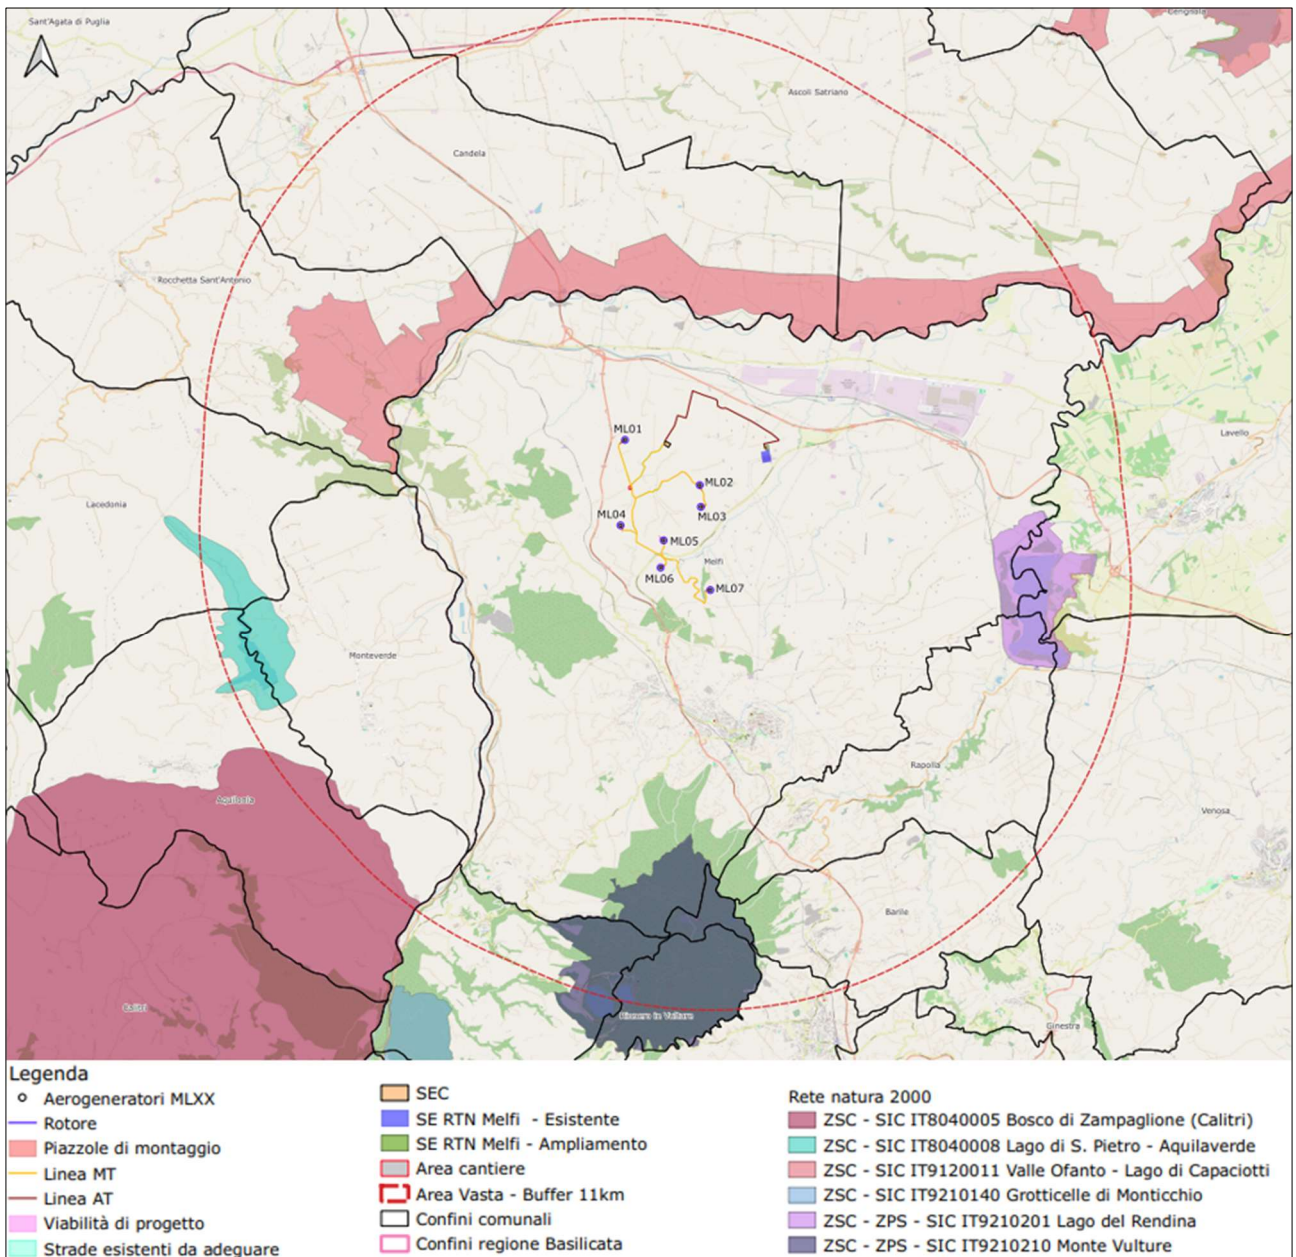 Sant'Agata di Puglia
Cerignola
Ascoli Satriano
Candela
Rocchetta Sant'Antonio
ML01
Lavello
ML02
Lacedonia
ML04
ML03
ML05
Melfi
ML06
ML07
Monteverde
Rapolla
Aquilonia
Venosa
Barile
Calitri
Rionero in Vulture
Ginestra
Legenda
Aerogeneratori MLXX
Rotore
Piazzole di montaggio
Linea MT
Linea AT
Viabilità di progetto
Strade esistenti da adeguare
SEC
SE RTN Melfi - Esistente
SE RTN Melfi - Ampliamento
Area cantiere
Area Vasta - Buffer 11km
Confini comunali
Confini regione Basilicata
Rete natura 2000
ZSC - SIC IT8040005 Bosco di Zampaglione (Calitri)
ZSC - SIC IT8040008 Lago di S. Pietro - Aquilaverde
ZSC - SIC IT9120011 Valle Ofanto - Lago di Capaciotti
ZSC - SIC IT9210140 Grotticelle di Monticchio
ZSC - ZPS - SIC IT9210201 Lago del Rendina
ZSC - ZPS - SIC IT9210210 Monte Vulture